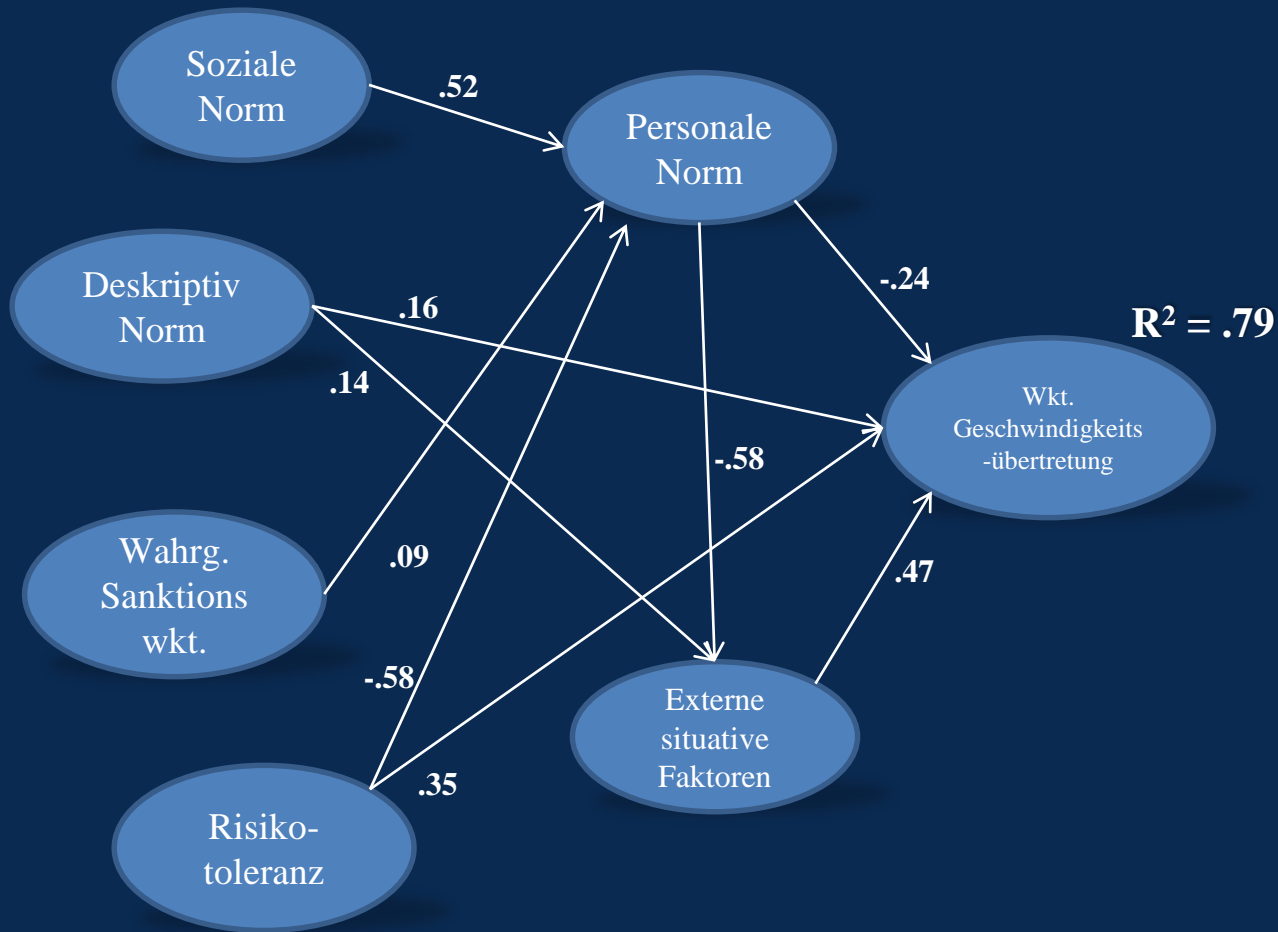 Soziale
Norm
.52
Personale
Norm
Deskriptiv
Norm
.16
-.24
R² = .79
.14
Wkt.
Geschwindigkeits
-übertretung
-.58
Wahrg.
Sanktions
wkt.
.09
.47
-.58
Externe
situative
Faktoren
.35
Risiko-
toleranz